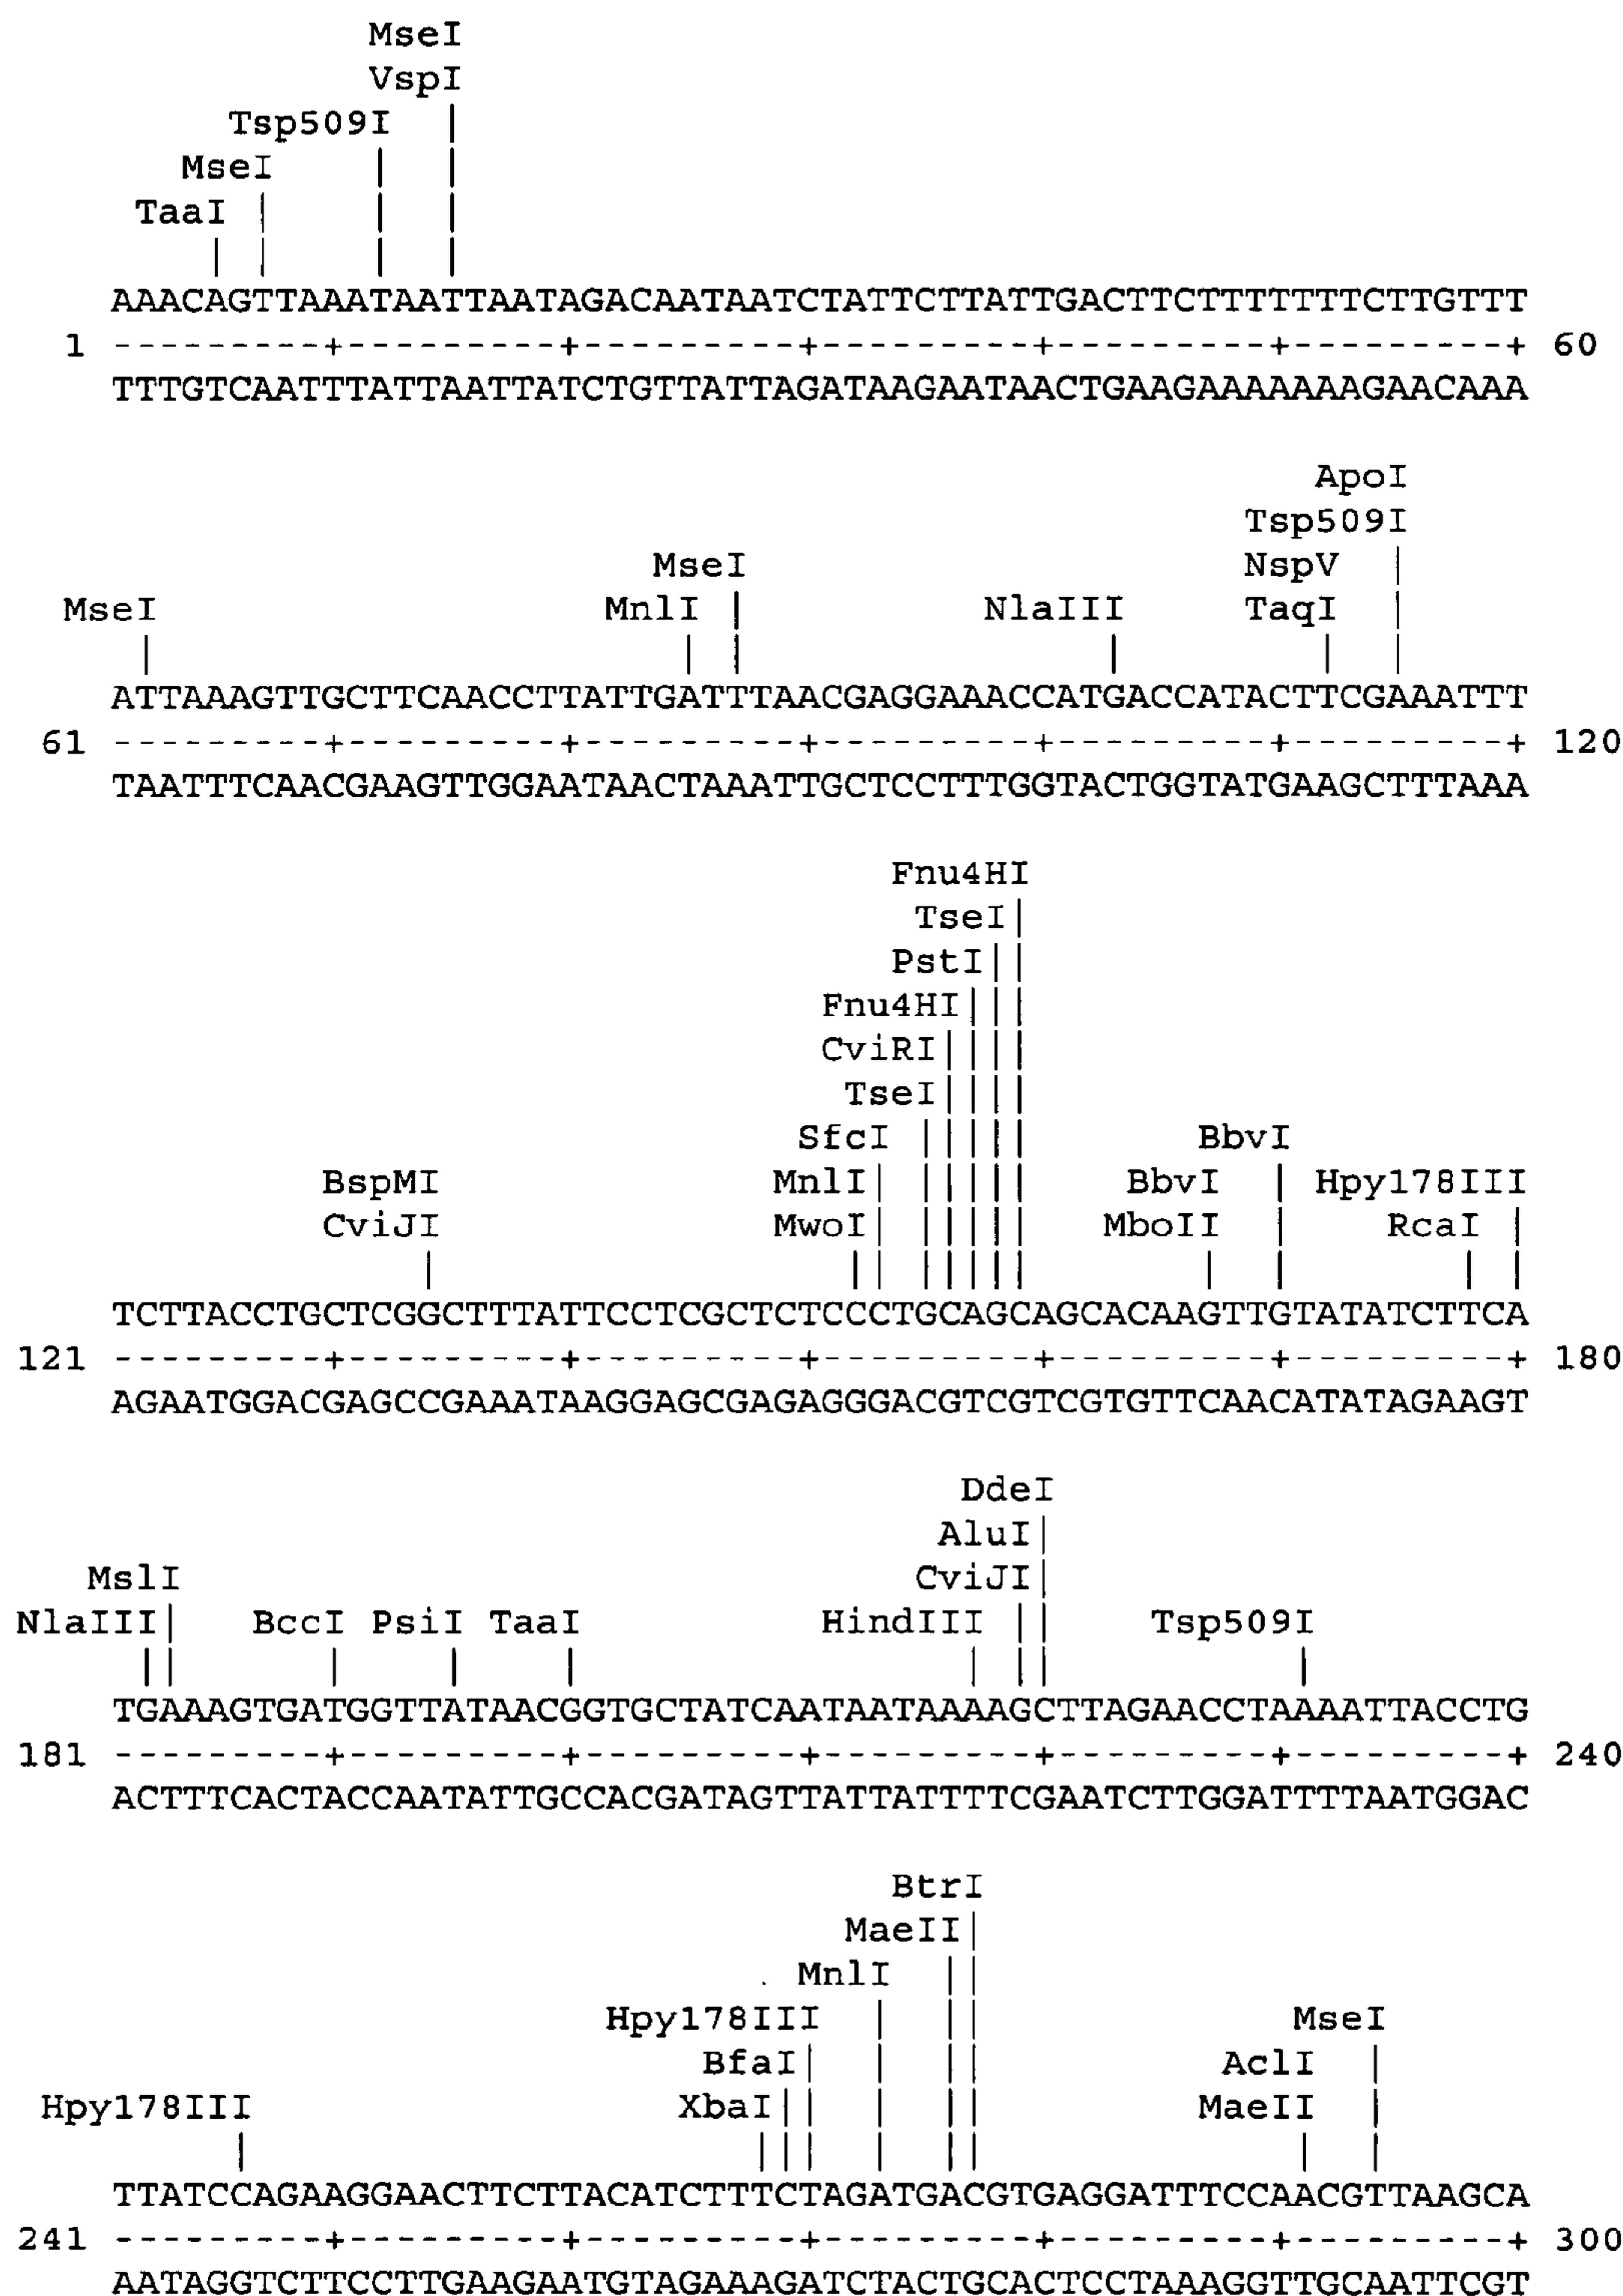 MseI
VspI
Tsp509I
MseI
TaaI
AAACAGTTAAATAATTAATAGACAATAATCTATTCTTATTGACTTCTTTTTTTCTTGTTT
1 ---------+---------+---------+---------+---------+---------+ 60
TTTGTCAATTTATTAATTATCTGTTATTAGATAAGAATAACTGAAGAAAAAAAGAACAAA
ApoI
Tsp509I
MseI NspV
MseI MnlI NlaIII TaqI
ATTAAAGTTGCTTCAACCTTATTGATTTAACGAGGAAACCATGACCATACTTCGAAATTT
61 ---------+---------+---------+---------+---------+---------+ 120
TAATTTCAACGAAGTTGGAATAACTAAATTGCTCCTTTGGTACTGGTATGAAGCTTTAAA
Fnu4HI
TseI
PstI
Fnu4HI
CviRI
TseI
SfcI BbvI
BspMI MnlI BbvI Hpy178III
CviJI MwoI MboII RcaI
TCTTACCTGCTCGGCTTTATTCCTCGCTCTCCCTGCAGCAGCACAAGTTGTATATCTTCA
121 ---------+---------+---------+---------+---------+---------+ 180
AGAATGGACGAGCCGAAATAAGGAGCGAGAGGGACGTCGTCGTGTTCAACATATAGAAGT
DdeI
AluI
MslI CviJI
NlaIII BccI PsiI TaaI HindIII Tsp509I
TGAAAGTGATGGTTATAACGGTGCTATCAATAATAAAAGCTTAGAACCTAAAATTACCTG
181 ---------+---------+---------+---------+---------+---------+ 240
ACTTTCACTACCAATATTGCCACGATAGTTATTATTTTCGAATCTTGGATTTTAATGGAC
BtrI
MaeII
MnlI
Hpy178III MseI
BfaI AclI
Hpy178III XbaI MaeII
TTATCCAGAAGGAACTTCTTACATCTTTCTAGATGACGTGAGGATTTCCAACGTTAAGCA
241 ---------+---------+---------+---------+---------+---------+ 300
AATAGGTCTTCCTTGAAGAATGTAGAAAGATCTACTGCACTCCTAAAGGTTGCAATTCGT